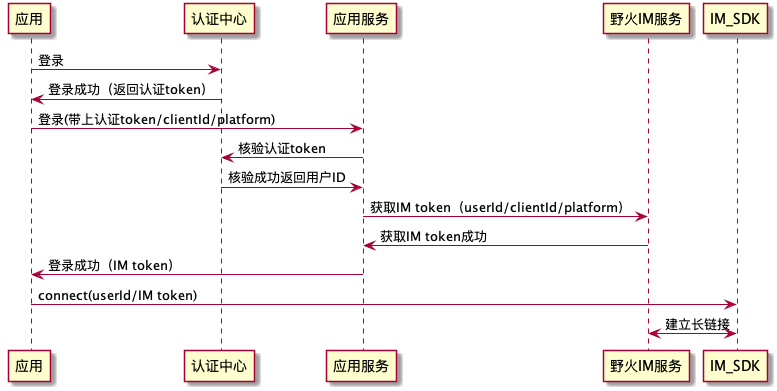 应用 认证中心 应用服务 野火IM服务 IM_SDK
登录
登录成功（返回认证token）
登录(带上认证token/clientId/platform)
核验认证token
核验成功返回用户ID
获取IM token（userId/clientId/platform）
获取IM token成功
登录成功（IM token）
connect(userId/IM token)
建立长链接
应用 认证中心 应用服务 野火IM服务 IM_SDK